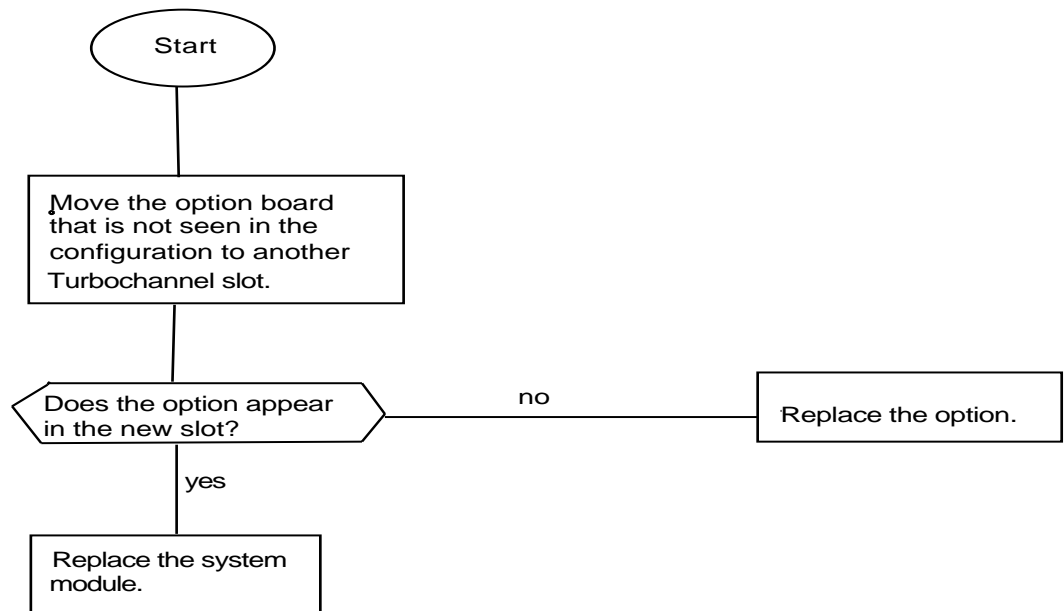 Start
Move the option board
that is not seen in the
configuration to another
Turbochannel slot.
Does the option appear
in the new slot?
no
Replace the option.
yes
Replace the system
module.